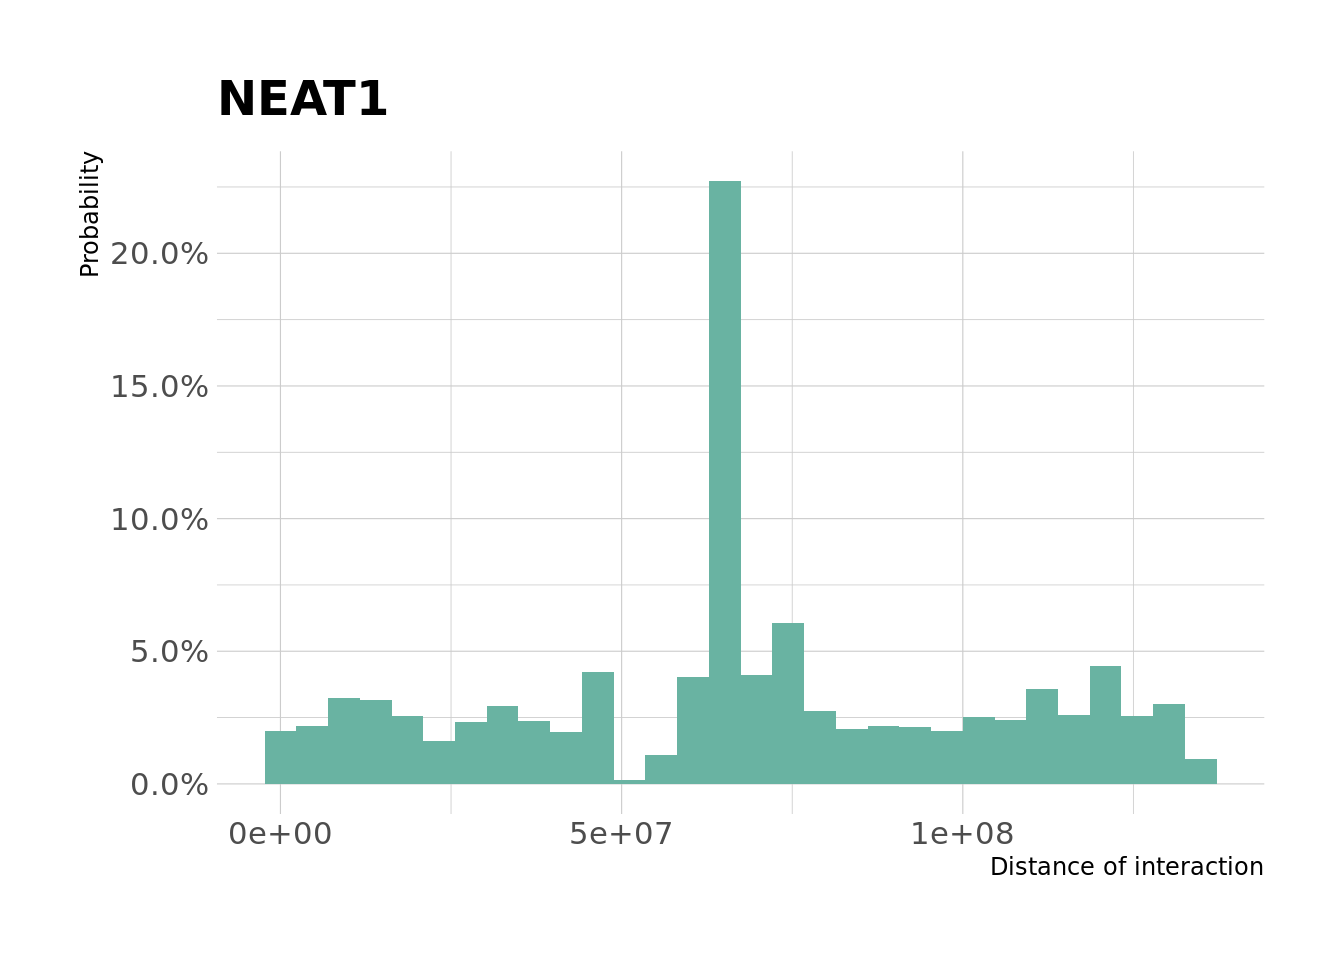 NEAT1
Probability
20.0%
15.0%
10.0%
5.0%
0.0%
0e+00 5e+07 1e+08
Distance of interaction